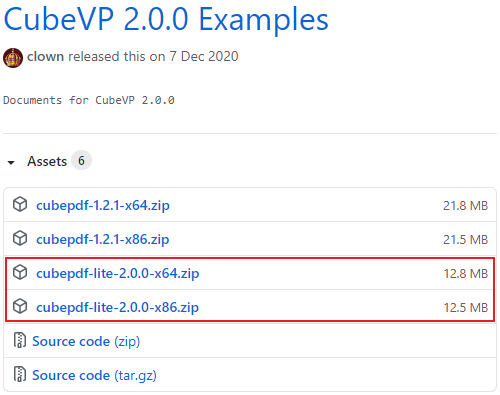 CubeVP 2.0.0 Examples
clown released this on 7 Dec 2020
Documents for CubeVP 2.0.0
Assets 6
cubepdf-1.2.1-x64.zip 21.8 MB
cubepdf-1.2.1-x86.zip 21.5 MB
cubepdf-lite-2.0.0-x64.zip 12.8 MB
cubepdf-lite-2.0.0-x86.zip 12.5 MB
Source code (zip)
Source code (tar.gz)